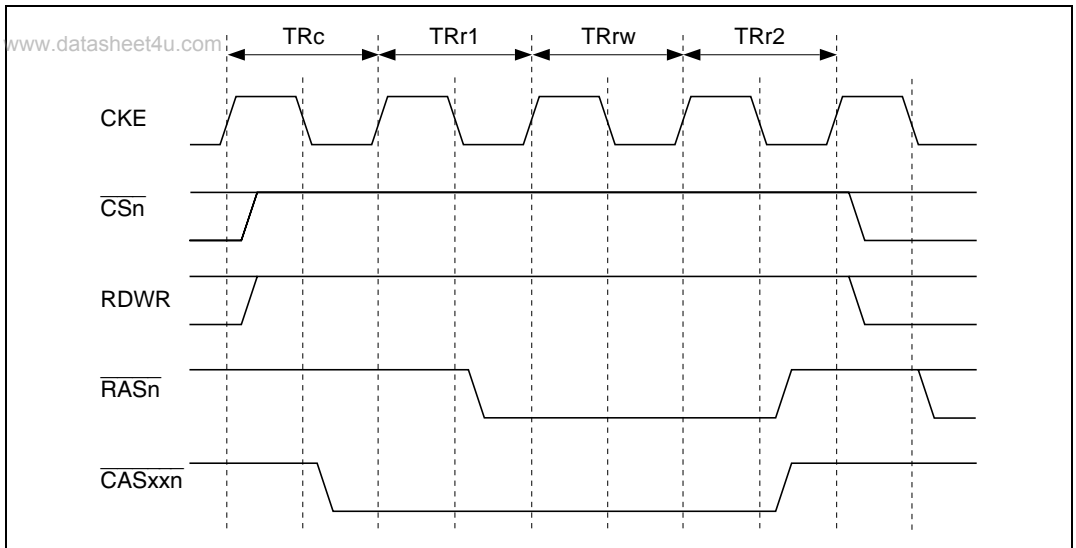 www.datasheet4u.com
TRc TRr1 TRrw TRr2
CKE
CSn
RDWR
RASn
CASxxn